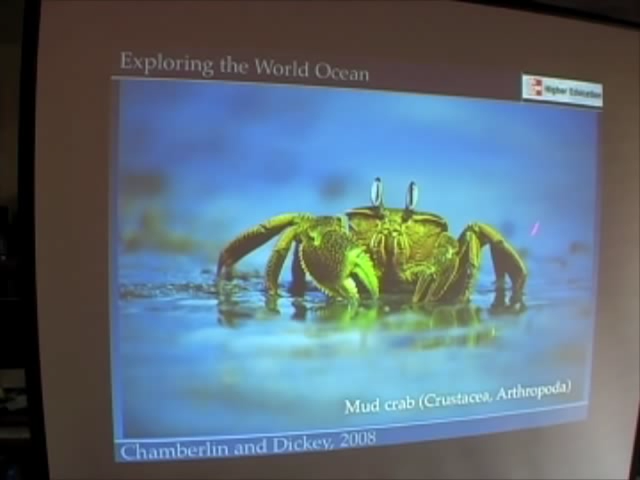 Exploring the World Ocean
Higher Education
Mud crab (Crustacea, Arthropoda)
Chamberlin and Dickey, 2008